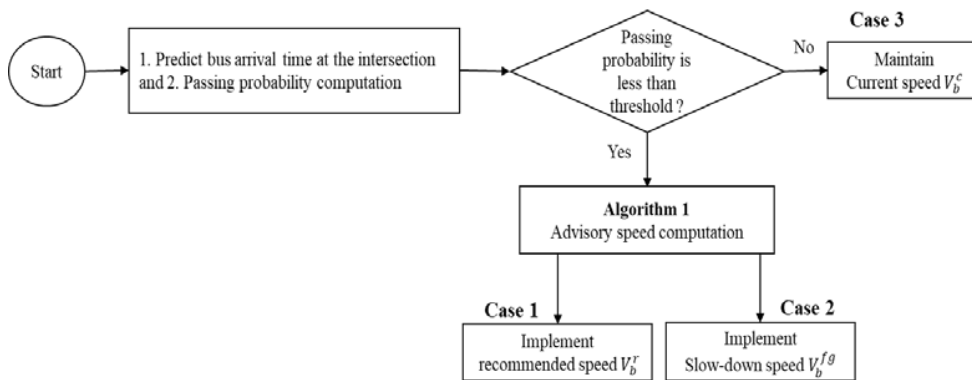 Start
1. Predict bus arrival time at the intersection
and 2. Passing probability computation
Passing
probability is
less than
threshold ?
No
Case 3
Maintain
Current speed V_b^c
Yes
Algorithm 1
Advisory speed computation
Case 1
Implement
recommended speed V_b^r
Case 2
Implement
Slow-down speed V_b^{fg}